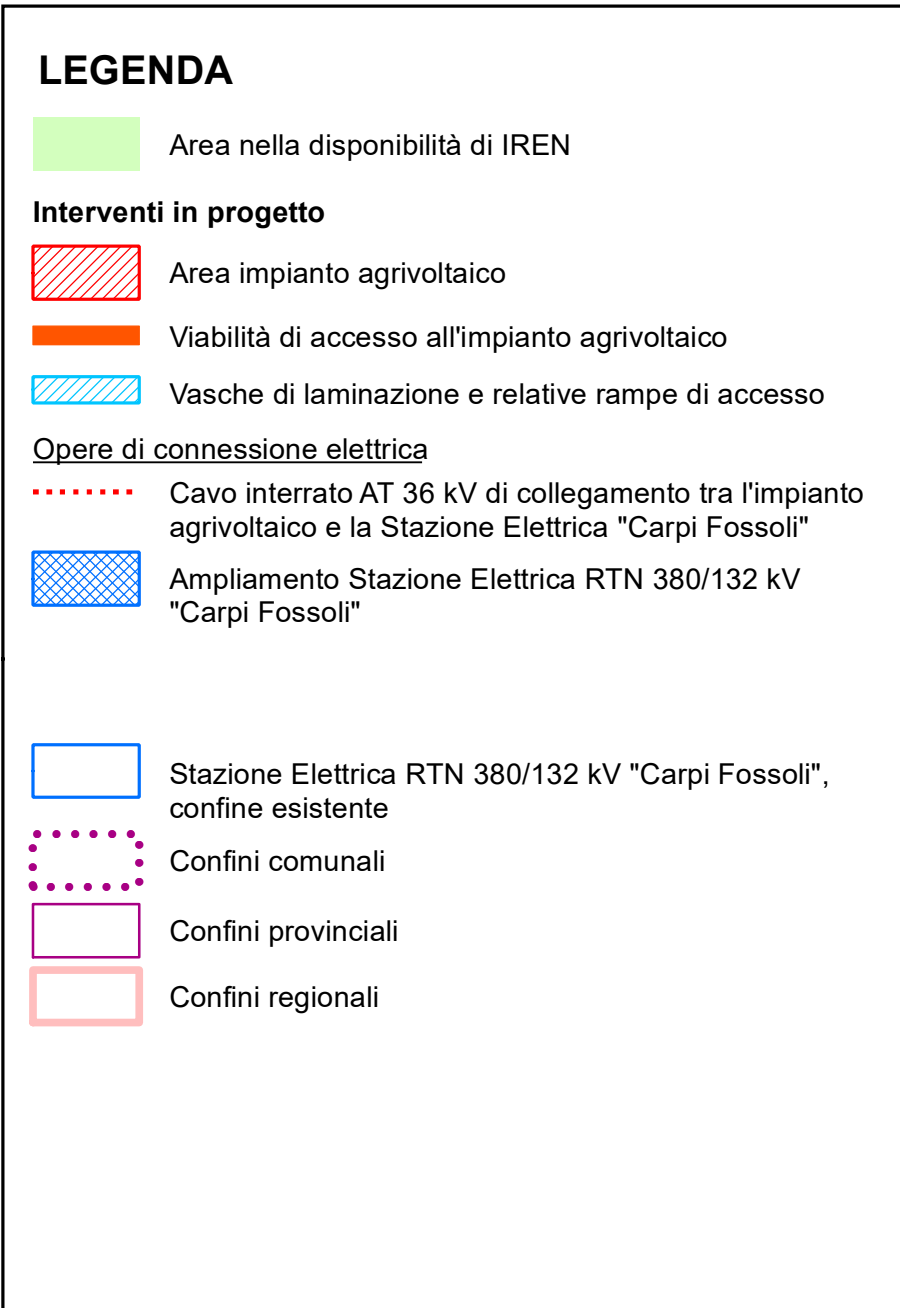 LEGENDA
Area nella disponibilità di IREN
Interventi in progetto
Area impianto agrivoltaico
Viabilità di accesso all'impianto agrivoltaico
Vasche di laminazione e relative rampe di accesso
Opere di connessione elettrica
Cavo interrato AT 36 kV di collegamento tra l'impianto
agrivoltaico e la Stazione Elettrica "Carpi Fossoli"
Ampliamento Stazione Elettrica RTN 380/132 kV
"Carpi Fossoli"
Stazione Elettrica RTN 380/132 kV "Carpi Fossoli",
confine esistente
Confini comunali
Confini provinciali
Confini regionali